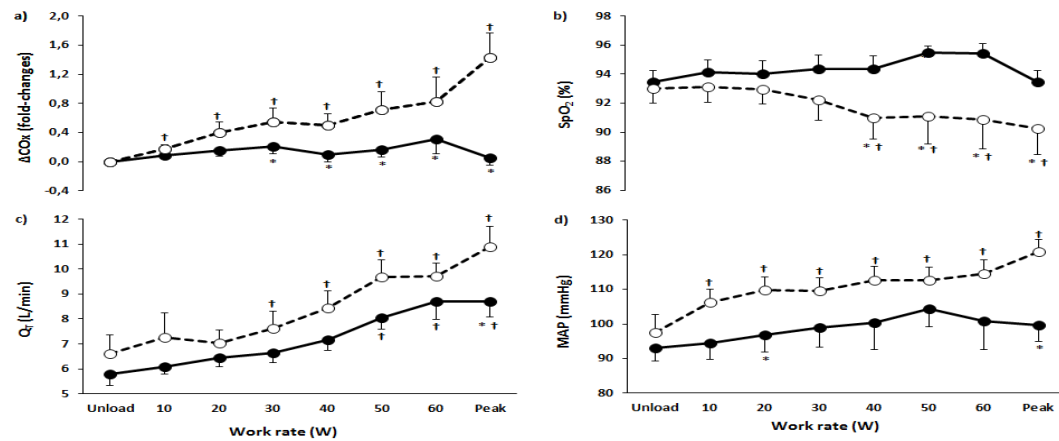 a)
ΔCOx (fold-changes)
2,0
1,6
1,2
0,8
0,4
0,0
-0,4
† † † † † † †
* * * * *
b)
SpO2 (%)
98
96
94
92
90
88
86
* † * † * † * †
c)
QT (L/min)
12
11
10
9
8
7
6
5
† † † † †
† † * †
Unload 10 20 30 40 50 60 Peak
Work rate (W)
d)
MAP (mmHg)
130
120
110
100
90
80
† † † † † † †
* *
Unload 10 20 30 40 50 60 Peak
Work rate (W)